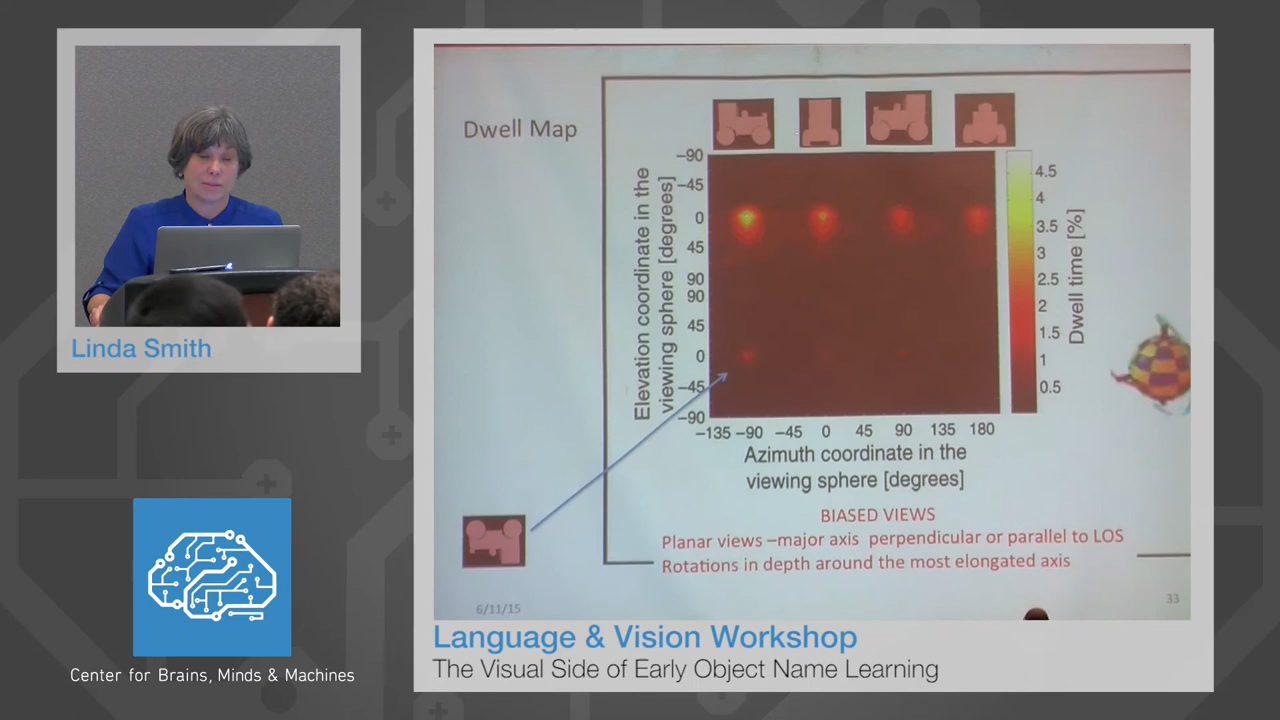 Linda Smith
Center for Brains, Minds & Machines
Dwell Map
Elevation coordinate in the
viewing sphere [degrees]
−90
−45
0
45
90
90
45
0
−45
−90
−135 −90 −45 0 45 90 135 180
Azimuth coordinate in the
viewing sphere [degrees]
4.5
4
3.5
3
2.5
2
1.5
1
0.5
Dwell time [%]
BIASED VIEWS
Planar views –major axis perpendicular or parallel to LOS
Rotations in depth around the most elongated axis
6/11/15
33
Language & Vision Workshop
The Visual Side of Early Object Name Learning